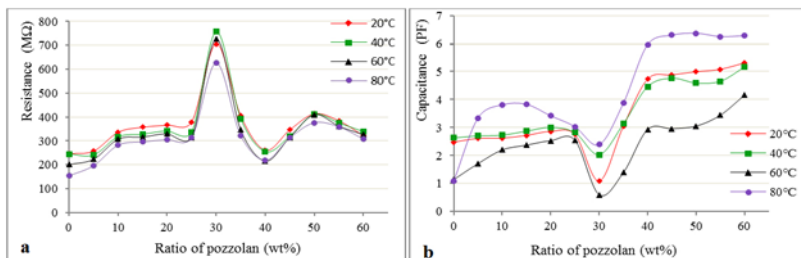 800
700
600
500
400
300
200
100
0
Resistance (MΩ)
20°C
40°C
60°C
80°C
0 10 20 30 40 50 60
a
Ratio of pozzolan (wt%)
7
6
5
4
3
2
1
0
Capacitance (PF)
20℃
40℃
60℃
80℃
0 10 20 30 40 50 60
b
Ratio of pozzolan (wt%)